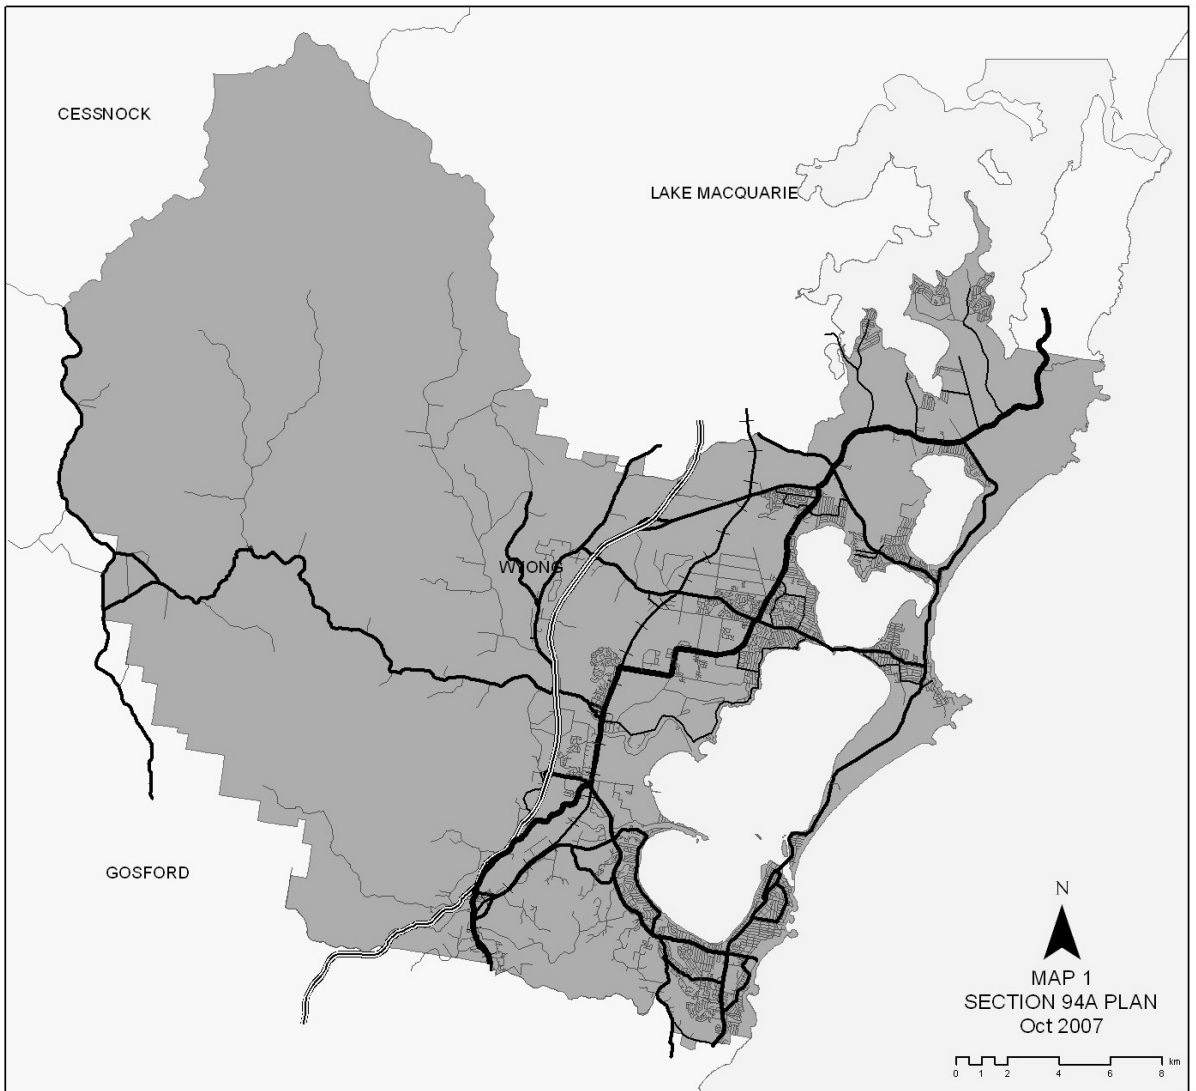 CESSNOCK
LAKE MACQUARIE
WYONG
GOSFORD
N
MAP 1
SECTION 94A PLAN
Oct 2007
km
0 1 2 4 6 8